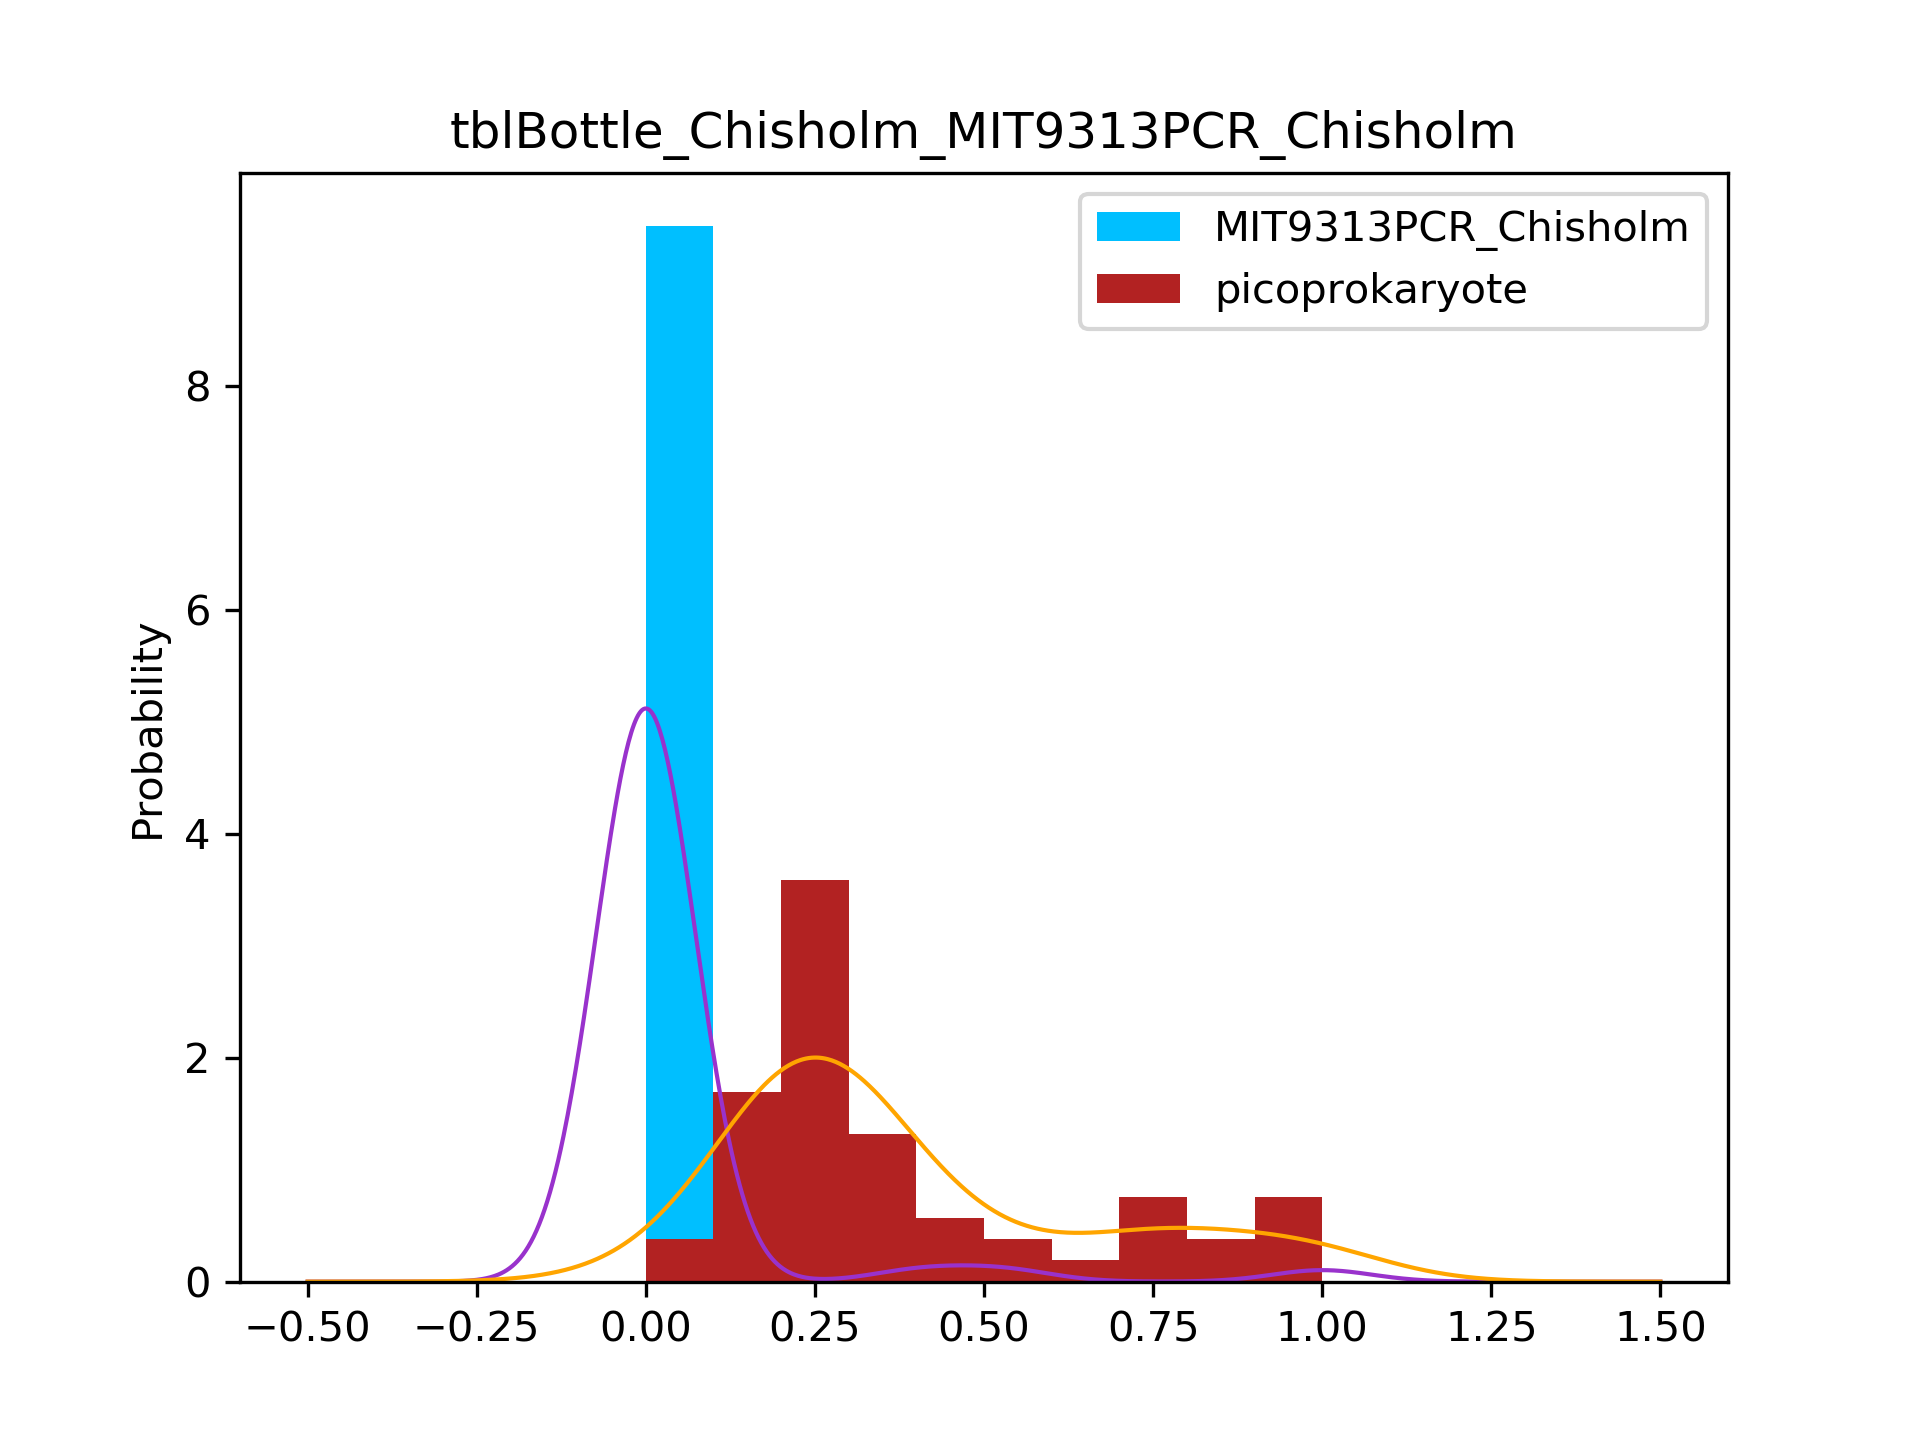 tblBottle_Chisholm_MIT9313PCR_Chisholm
MIT9313PCR_Chisholm
picoprokaryote
Probability
8
6
4
2
0
−0.50 −0.25 0.00 0.25 0.50 0.75 1.00 1.25 1.50